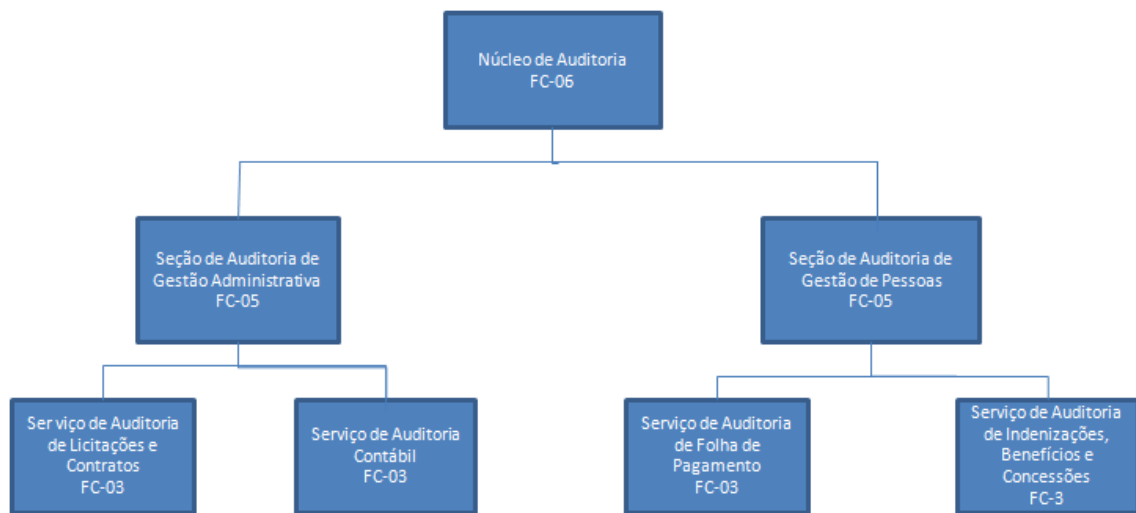 Núcleo de Auditoria
FC-06
Seção de Auditoria de
Gestão Administrativa
FC-05
Seção de Auditoria de
Gestão de Pessoas
FC-05
Ser viço de Auditoria
de Licitações e
Contratos
FC-03
Serviço de Auditoria
Contábil
FC-03
Serviço de Auditoria
de Folha de
Pagamento
FC-03
Serviço de Auditoria
de Indenizações,
Benefícios e
Concessões
FC-3